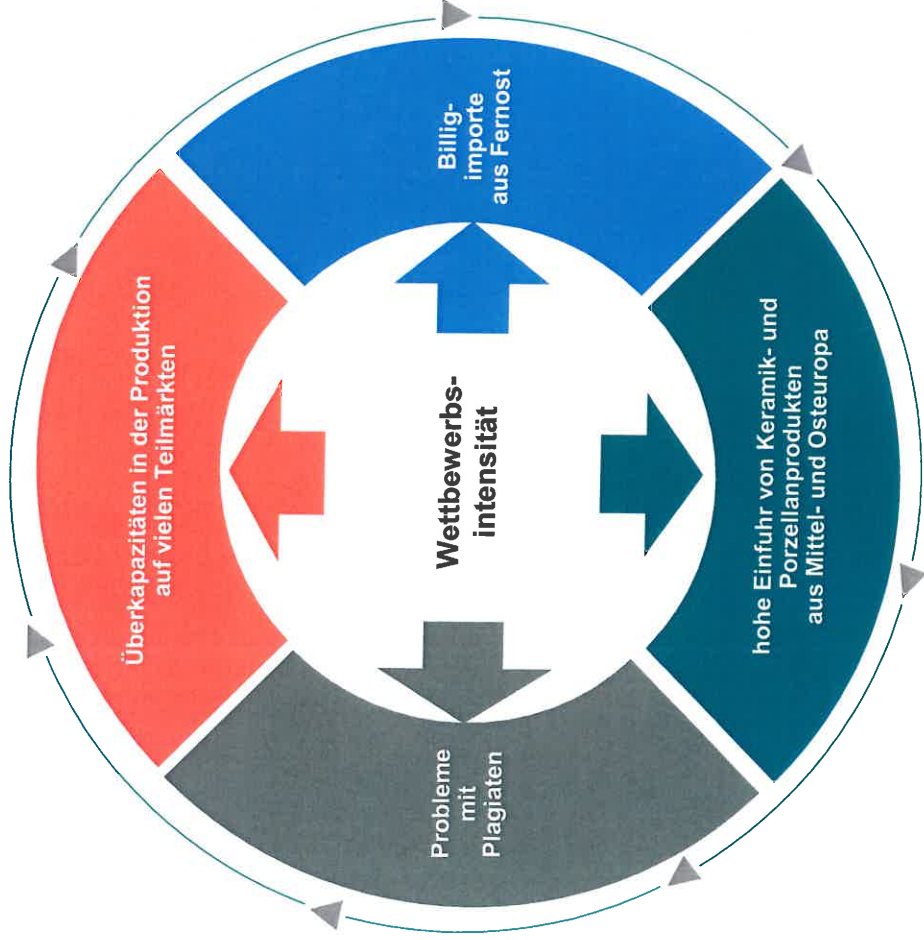 Billig-
importe
aus Fernost
Überkapazitäten in der Produktion
auf vielen Teilmärkten
Wettbewerbs-
intensität
hohe Einfuhr von Keramik- und
Porzellanprodukten
aus Mittel- und Osteuropa
Probleme
mit
Plagiaten